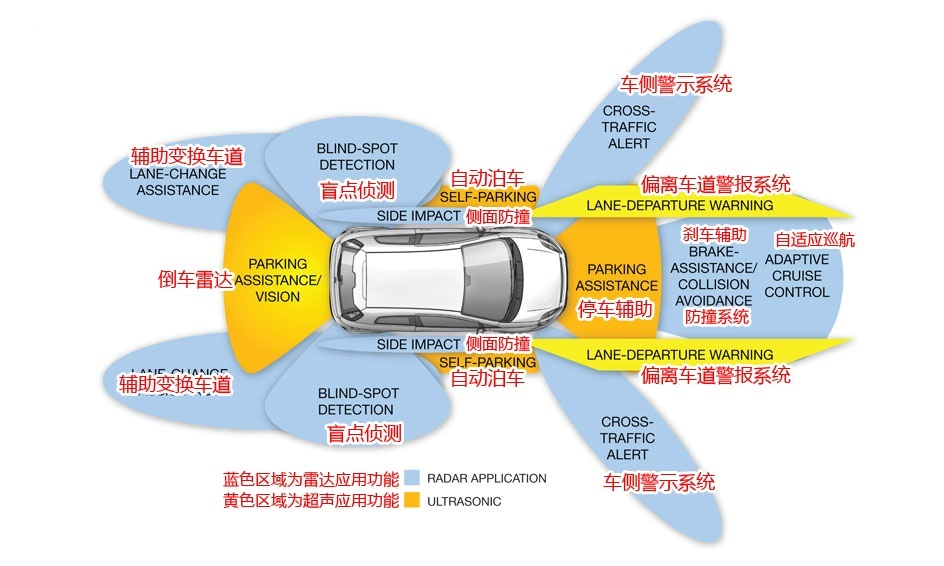 车侧警示系统
CROSS-
TRAFFIC
ALERT
辅助变换车道
LANE-CHANGE
ASSISTANCE
BLIND-SPOT
DETECTION
盲点侦测
自动泊车
SELF-PARKING
SIDE IMPACT 侧面防撞
偏离车道警报系统
LANE-DEPARTURE WARNING
倒车雷达
PARKING
ASSISTANCE/
VISION
PARKING
ASSISTANCE
停车辅助
刹车辅助
BRAKE-
ASSISTANCE/
COLLISION
AVOIDANCE
防撞系统
自适应巡航
ADAPTIVE
CRUISE
CONTROL
SIDE IMPACT 侧面防撞
SELF-PARKING
自动泊车
LANE-DEPARTURE WARNING
偏离车道警报系统
LANE-CHANGE
辅助变换车道
BLIND-SPOT
DETECTION
盲点侦测
CROSS-
TRAFFIC
ALERT
车侧警示系统
蓝色区域为雷达应用功能 RADAR APPLICATION
黄色区域为超声应用功能 ULTRASONIC